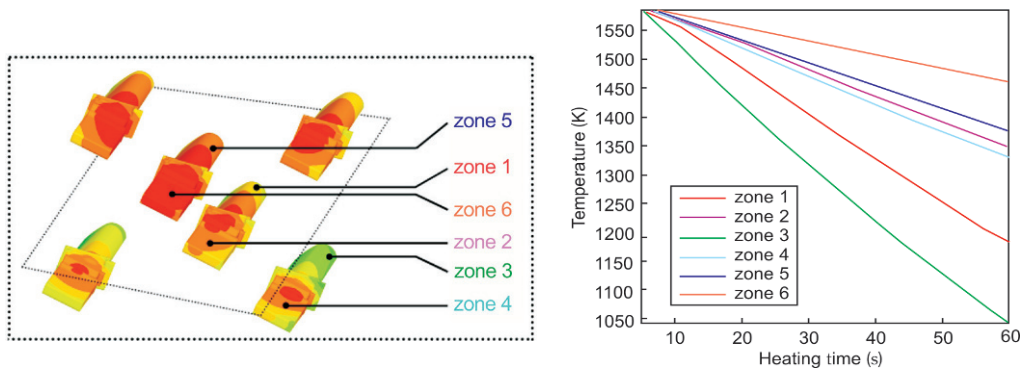 zone 5
zone 1
zone 6
zone 2
zone 3
zone 4
Temperature (K)
1550
1500
1450
1400
1350
1300
1250
1200
1150
1100
1050
zone 1
zone 2
zone 3
zone 4
zone 5
zone 6
10
20
30
40
50
60
Heating time (s)